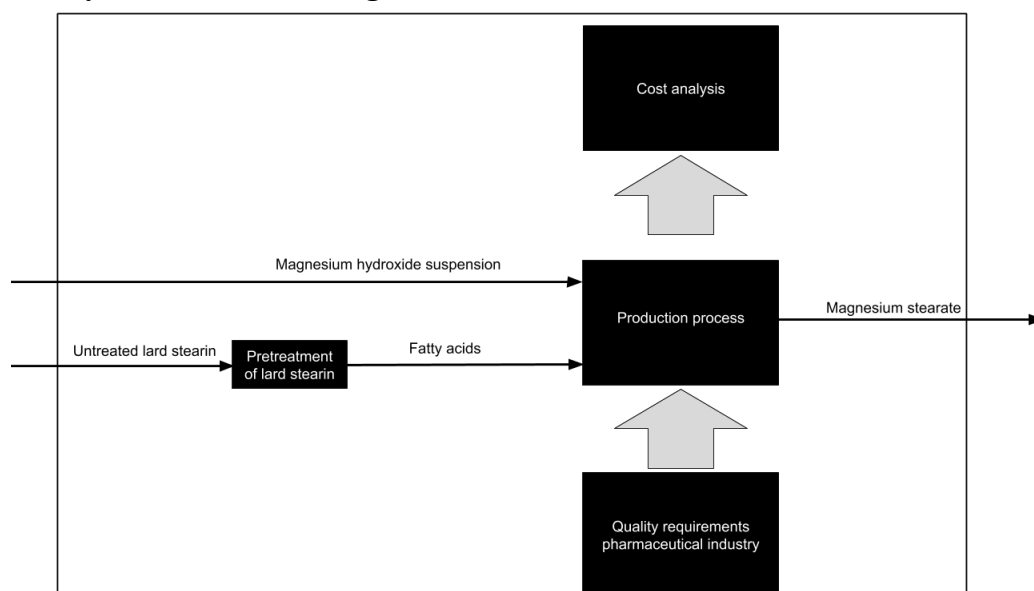 Cost analysis
Magnesium hydroxide suspension
Production process
Magnesium stearate
Untreated lard stearin
Pretreatment
of lard stearin
Fatty acids
Quality requirements
pharmaceutical industry